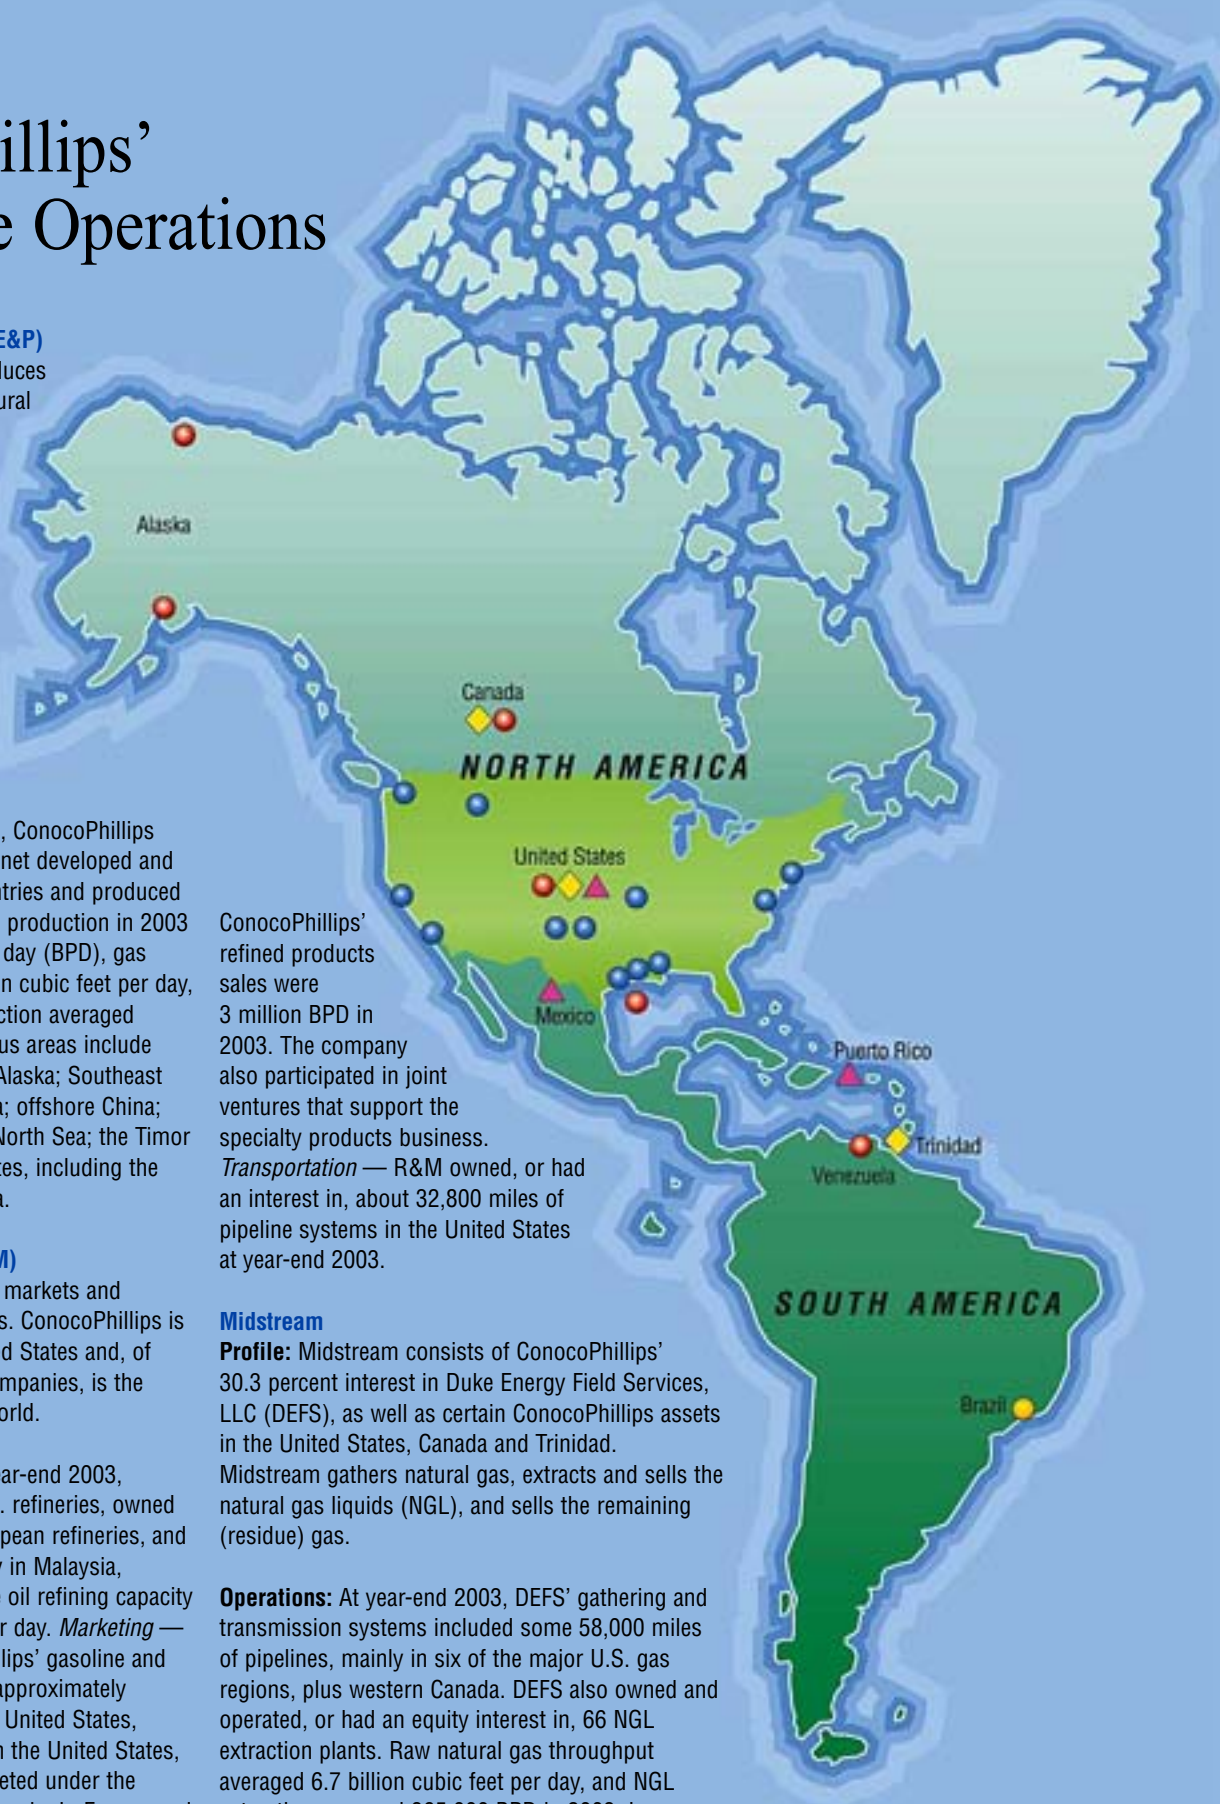 illips’
e Operations
E&P)
duces
ural
, ConocoPhillips
net developed and
ntries and produced
production in 2003
day (BPD), gas
n cubic feet per day,
ction averaged
us areas include
Alaska; Southeast
a; offshore China;
North Sea; the Timor
tes, including the
a.
M)
markets and
s. ConocoPhillips is
d States and, of
mpanies, is the
orld.
ar-end 2003,
. refineries, owned
pean refineries, and
y in Malaysia,
e oil refining capacity
r day. Marketing —
lips’ gasoline and
approximately
United States,
n the United States,
eted under the
ConocoPhillips’
refined products
sales were
3 million BPD in
2003. The company
also participated in joint
ventures that support the
specialty products business.
Transportation — R&M owned, or had
an interest in, about 32,800 miles of
pipeline systems in the United States
at year-end 2003.
Midstream
Profile: Midstream consists of ConocoPhillips’
30.3 percent interest in Duke Energy Field Services,
LLC (DEFS), as well as certain ConocoPhillips assets
in the United States, Canada and Trinidad.
Midstream gathers natural gas, extracts and sells the
natural gas liquids (NGL), and sells the remaining
(residue) gas.
Operations: At year-end 2003, DEFS’ gathering and
transmission systems included some 58,000 miles
of pipelines, mainly in six of the major U.S. gas
regions, plus western Canada. DEFS also owned and
operated, or had an equity interest in, 66 NGL
extraction plants. Raw natural gas throughput
averaged 6.7 billion cubic feet per day, and NGL
Alaska
Canada
NORTH AMERICA
United States
Mexico
Puerto Rico
Trinidad
Venezuela
SOUTH AMERICA
Brazil